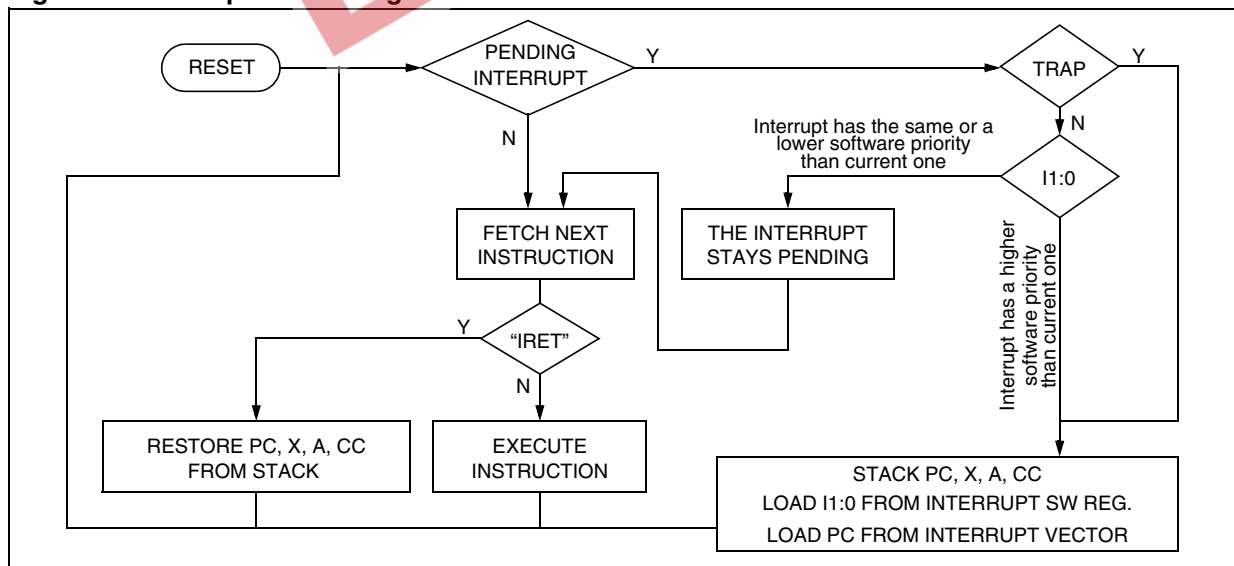 RESET
PENDING
INTERRUPT
Y
TRAP
Y
N
N
Interrupt has the same or a
lower software priority
than current one
I1:0
FETCH NEXT
INSTRUCTION
THE INTERRUPT
STAYS PENDING
Interrupt has a higher
software priority
than current one
Y
“IRET”
N
RESTORE PC, X, A, CC
FROM STACK
EXECUTE
INSTRUCTION
STACK PC, X, A, CC
LOAD I1:0 FROM INTERRUPT SW REG.
LOAD PC FROM INTERRUPT VECTOR